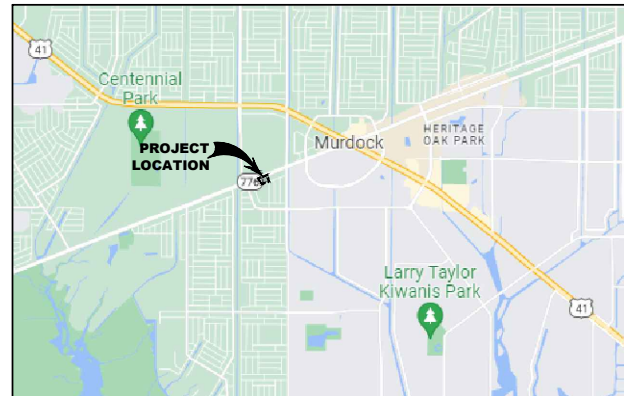 41
Centennial
Park
PROJECT
LOCATION
Murdock
HERITAGE
OAK PARK
776
Larry Taylor
Kiwanis Park
41